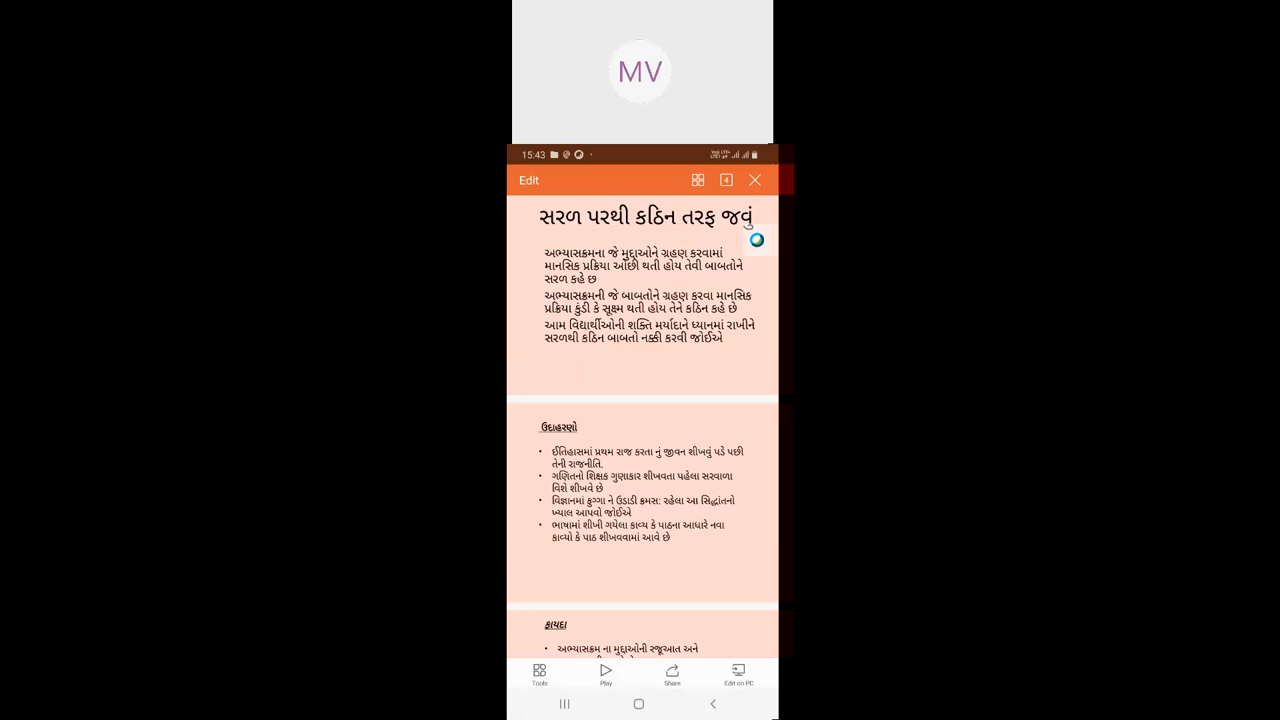 MV
15:43
Edit
4
સરળ પરથી કઠિન તરફ જવું
અભ્યાસક્રમના જે મુદ્દાઓને ગ્રહણ કરવામાં
માનસિક પ્રક્રિયા ઓછી થતી હોય તેવી બાબતોને
સરળ કહે છ
અભ્યાસક્રમની જે બાબતોને ગ્રહણ કરવા માનસિક
પ્રક્રિયા કુંડી કે સૂક્ષ્મ થતી હોય તેને કઠિન કહે છે
આમ વિદ્યાર્થીઓની શક્તિ મર્યાદાને ધ્યાનમાં રાખીને
સરળથી કઠિન બાબતો નક્કી કરવી જોઈએ
ઉદાહરણો
• ઈતિહાસમાં પ્રથમ રાજ કરતા નું જીવન શીખવું પડે પછી
તેની રાજનીતિ.
• ગણિતનો શિક્ષક ગુણાકાર શીખવતા પહેલા સરવાળા
વિશે શીખવે છે
• વિજ્ઞાનમાં ફુગ્ગા ને ઉડાડી ક્રમસ: રહેલા આ સિદ્ધાંતનો
ખ્યાલ આપવો જોઈએ
• ભાષામાં શીખી ગયેલા કાવ્ય કે પાઠના આધારે નવા
કાવ્યો કે પાઠ શીખવવામાં આવે છે
ફાયદા
• અભ્યાસક્રમ ના મુદ્દાઓની રજૂઆત અને
Tools
Play
Share
Edit on PC